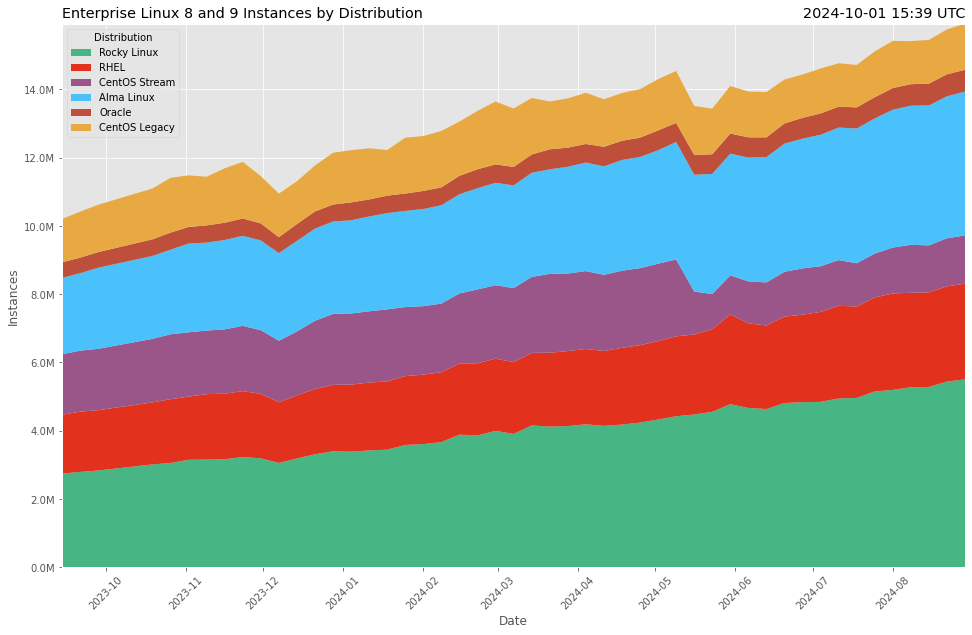 Enterprise Linux 8 and 9 Instances by Distribution
2024-10-01 15:39 UTC
Distribution
Rocky Linux
RHEL
CentOS Stream
Alma Linux
Oracle
CentOS Legacy
Instances
14.0M
12.0M
10.0M
8.0M
6.0M
4.0M
2.0M
0.0M
2023-10
2023-11
2023-12
2024-01
2024-02
2024-03
2024-04
2024-05
2024-06
2024-07
2024-08
Date